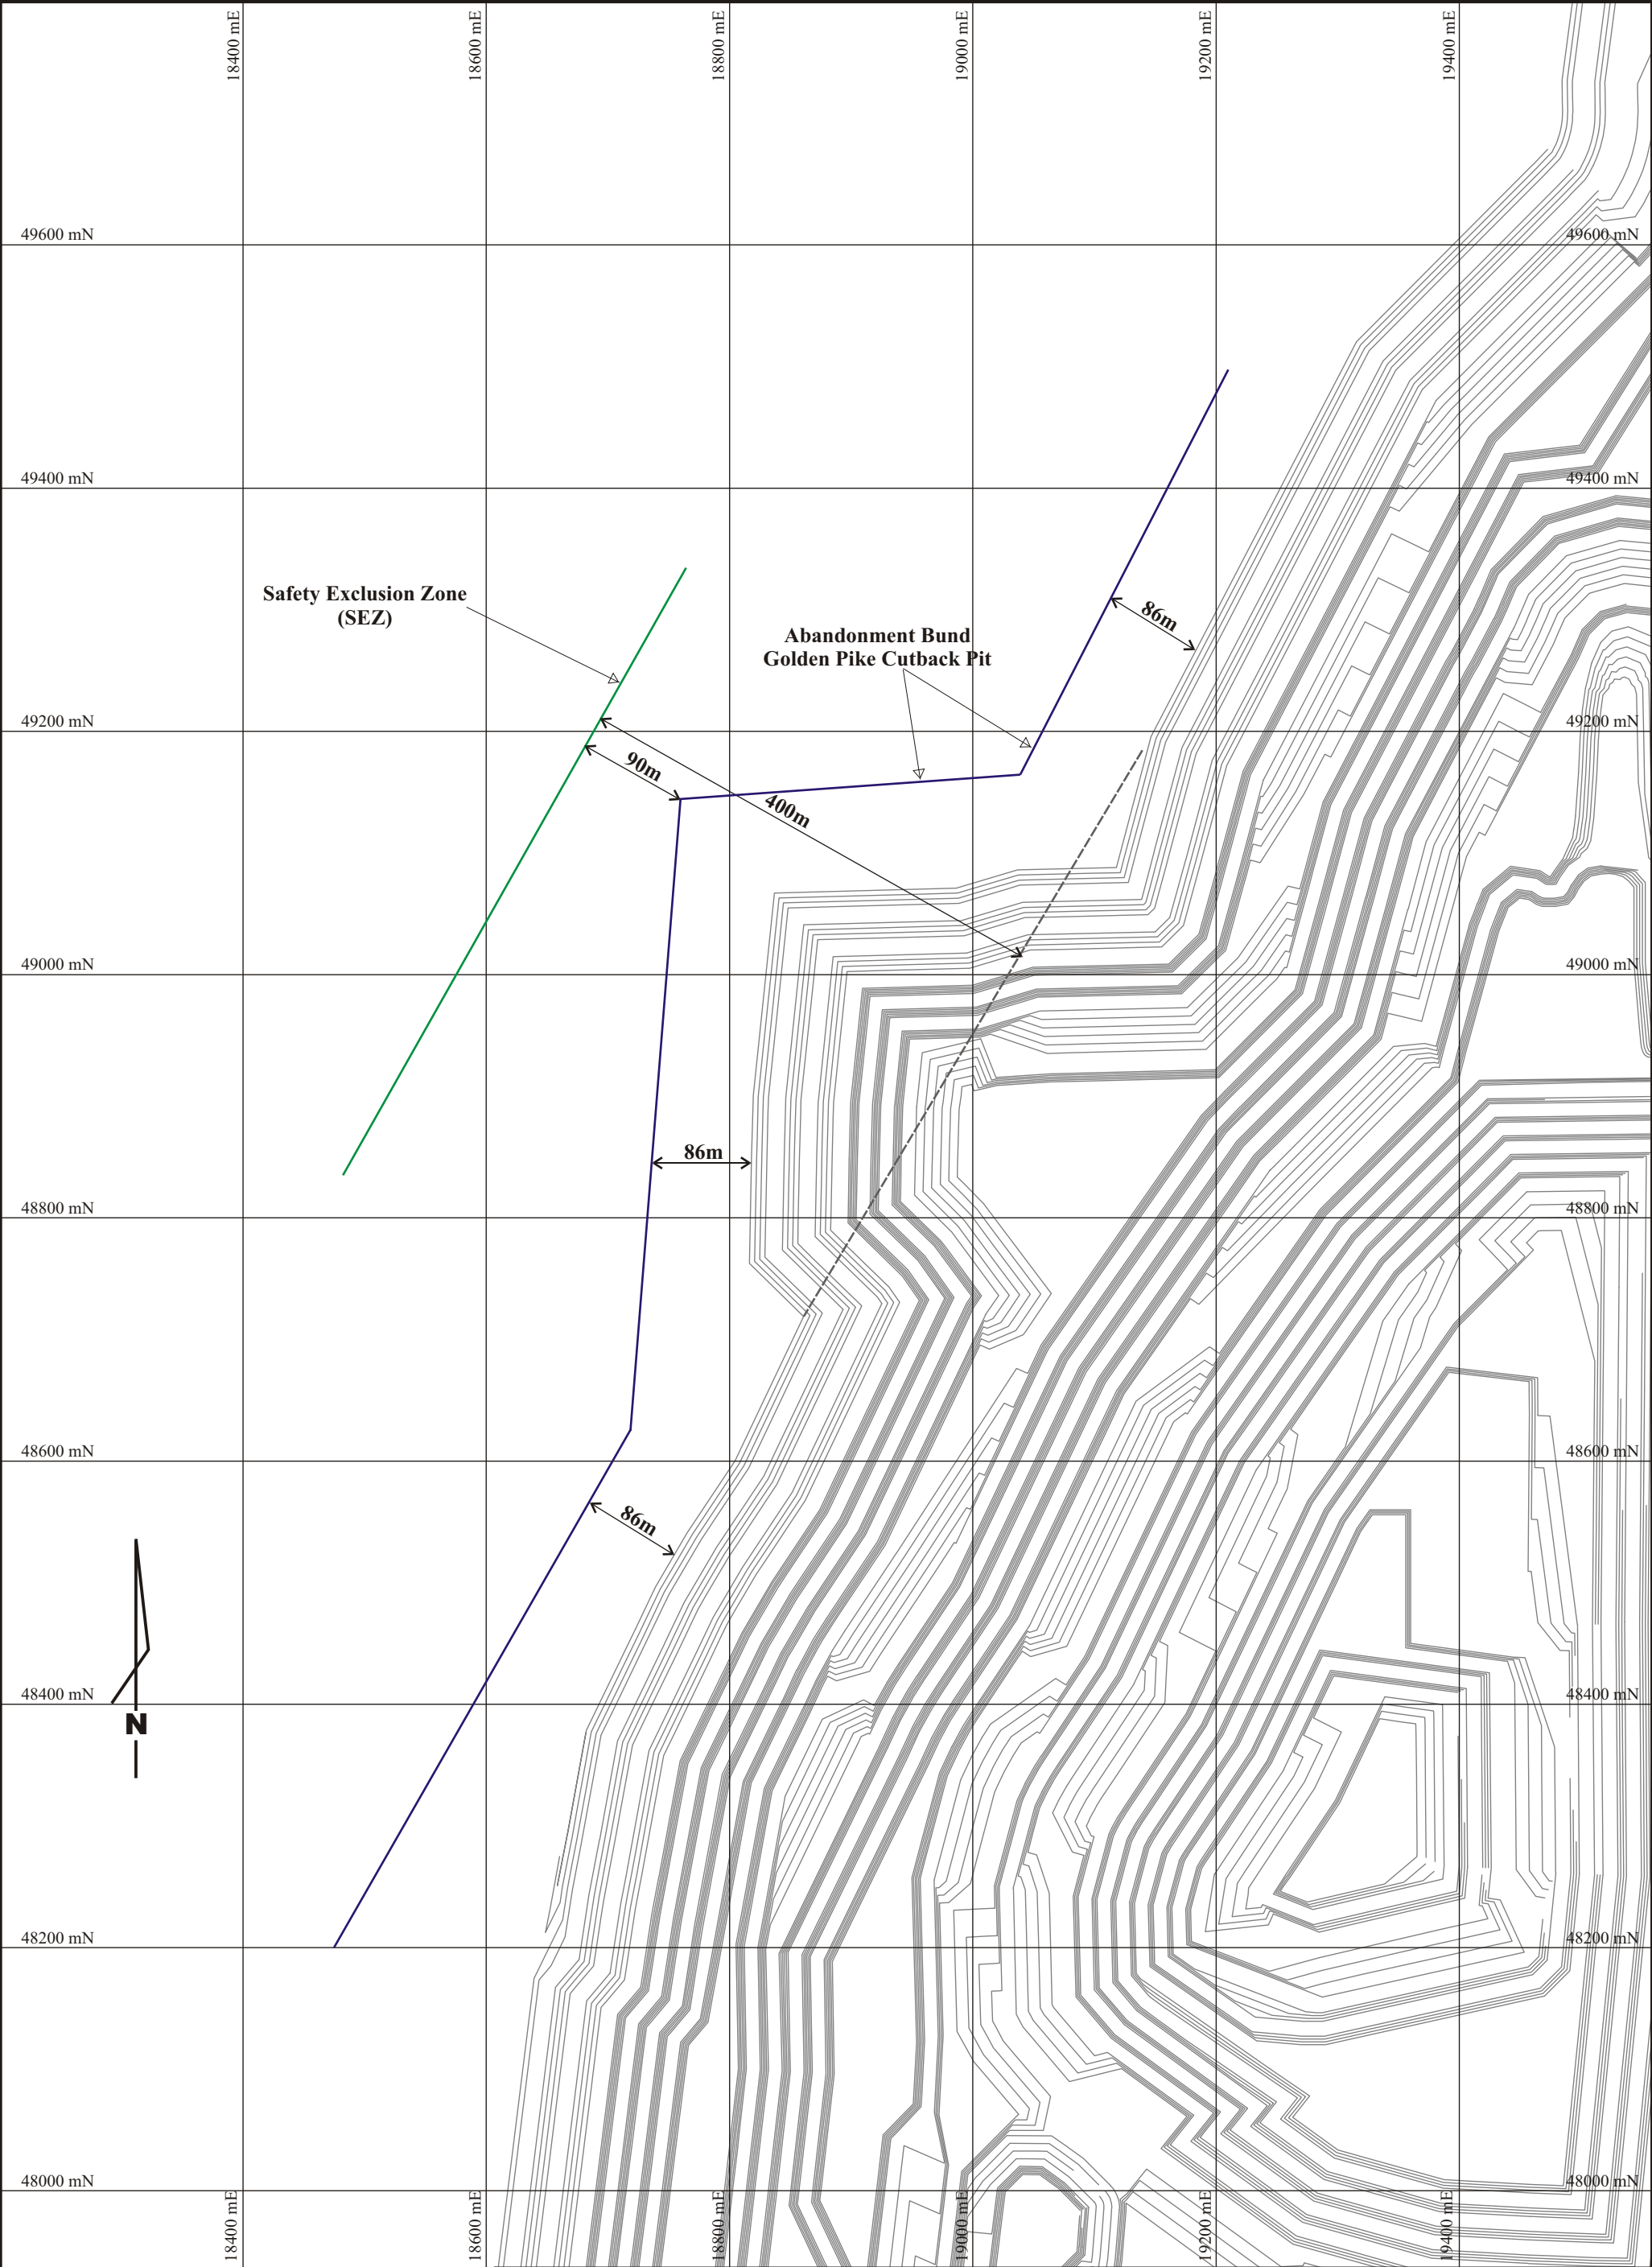 18400 mE
18600 mE
18800 mE
19000 mE
19200 mE
19400 mE
49600 mN
49600 mN
49400 mN
49400 mN
Safety Exclusion Zone
(SEZ)
86m
Abandonment Bund
Golden Pike Cutback Pit
49200 mN
49200 mN
90m
400m
49000 mN
49000 mN
86m
48800 mN
48800 mN
48600 mN
48600 mN
86m
48400 mN
48400 mN
N
48200 mN
48200 mN
48000 mN
48000 mN
18400 mE
18600 mE
18800 mE
19000 mE
19200 mE
19400 mE